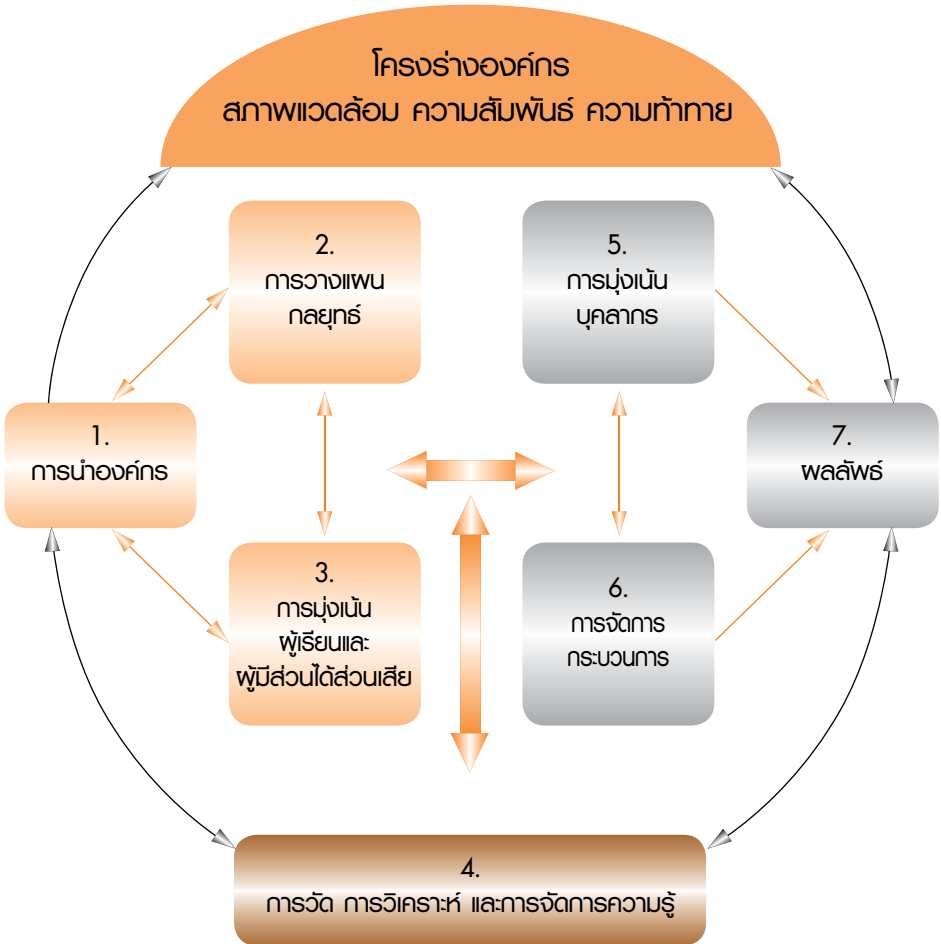 โครงร่างองค์กร
สภาพแวดล้อม ความสัมพันธ์ ความท้าทาย
1.
การนำองค์กร
2.
การวางแผน
กลยุทธ์
3.
การมุ่งเน้น
ผู้เรียนและ
ผู้มีส่วนได้ส่วนเสีย
4.
การวัด การวิเคราะห์ และการจัดการความรู้
5.
การมุ่งเน้น
บุคลากร
6.
การจัดการ
กระบวนการ
7.
ผลลัพธ์